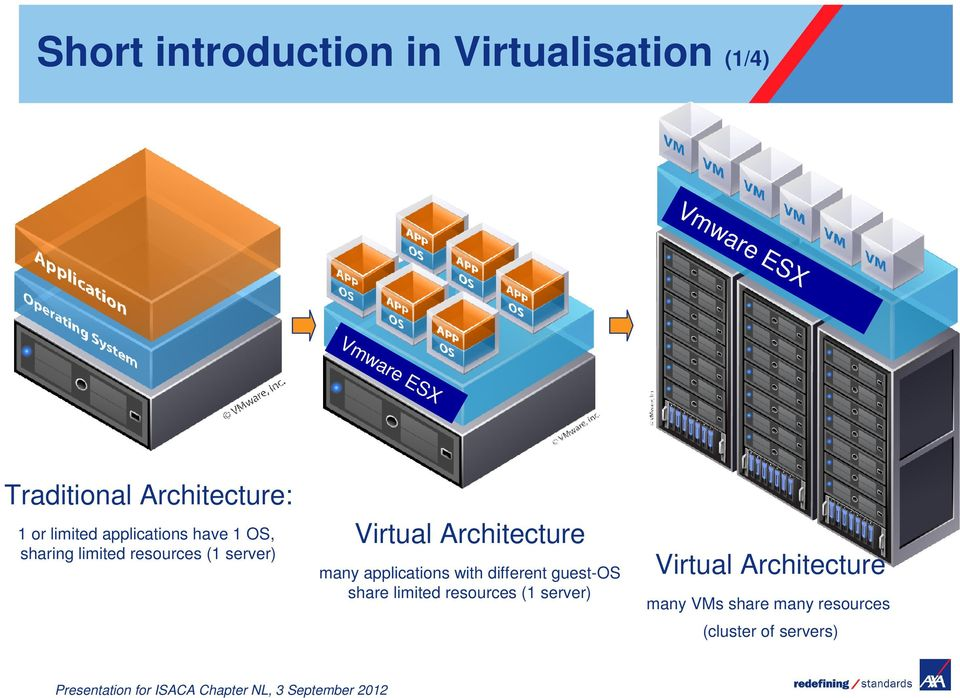 Short introduction in Virtualisation (1/4)
Application
Operating System
© VMware, Inc.
APP
OS
APP
OS
APP
OS
APP
OS
APP
OS
APP
OS
Vmware ESX
© VMware, Inc.
VM
VM
VM
VM
VM
VM
Vmware ESX
Traditional Architecture:
1 or limited applications have 1 OS,
sharing limited resources (1 server)
Virtual Architecture
many applications with different guest-OS
share limited resources (1 server)
Virtual Architecture
many VMs share many resources
(cluster of servers)
Presentation for ISACA Chapter NL, 3 September 2012
redefining / standards
AXA